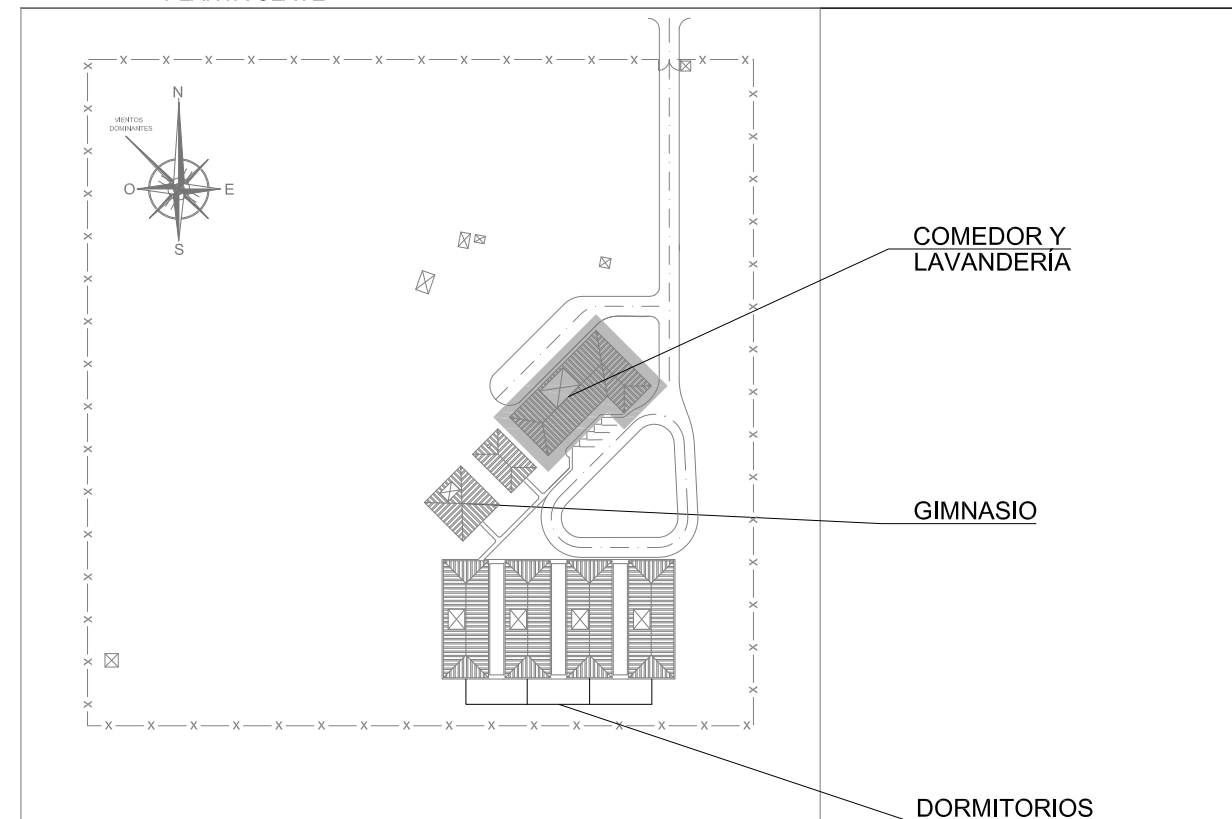 N
VIENTOS
DOMINANTES
O
E
S
COMEDOR Y
LAVANDERÍA
GIMNASIO
DORMITORIOS